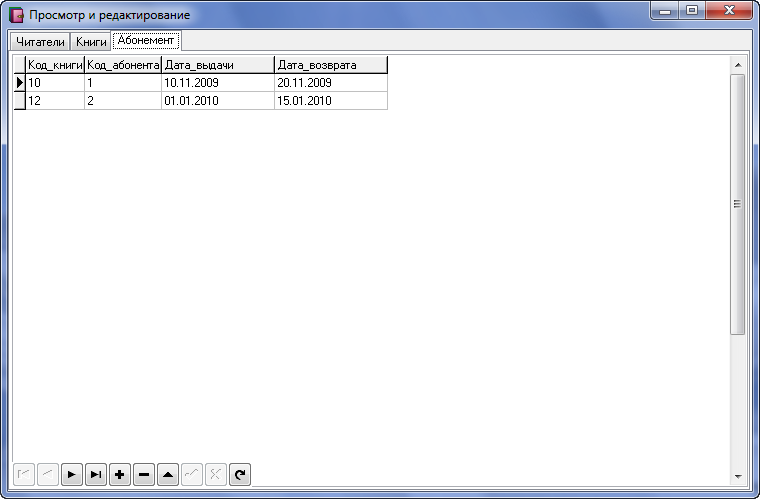 Просмотр и редактирование
Читатели Книги Абонемент
Код_книги Код_абонента Дата_выдачи Дата_возврата
10 1 10.11.2009 20.11.2009
12 2 01.01.2010 15.01.2010